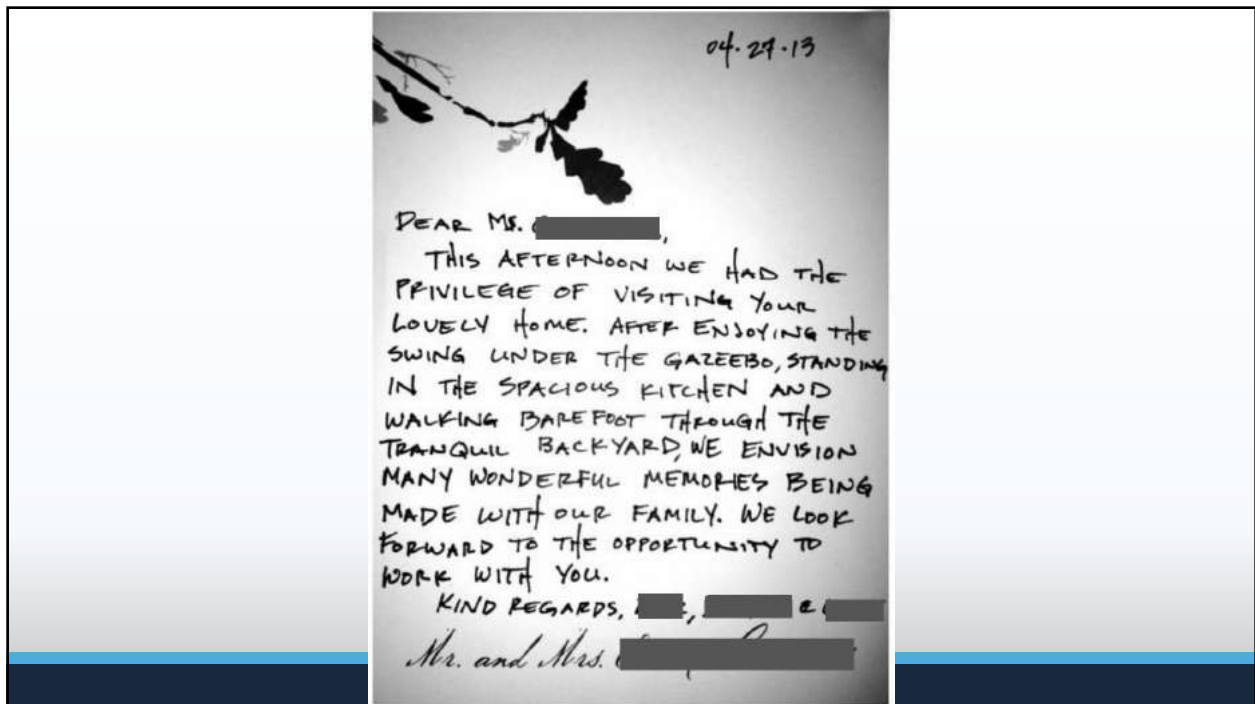 04.27.13
DEAR MS.
THIS AFTERNOON WE HAD THE
PRIVILEGE OF VISITING YOUR
LOVELY HOME. AFTER ENJOYING THE
SWING UNDER THE GAZEEBO, STANDING
IN THE SPACIOUS KITCHEN AND
WALKING BAREFOOT THROUGH THE
TRANQUIL BACKYARD, WE ENVISION
MANY WONDERFUL MEMORIES BEING
MADE WITH OUR FAMILY. WE LOOK
FORWARD TO THE OPPORTUNITY TO
WORK WITH YOU.
KIND REGARDS, , &
Mr. and Mrs.